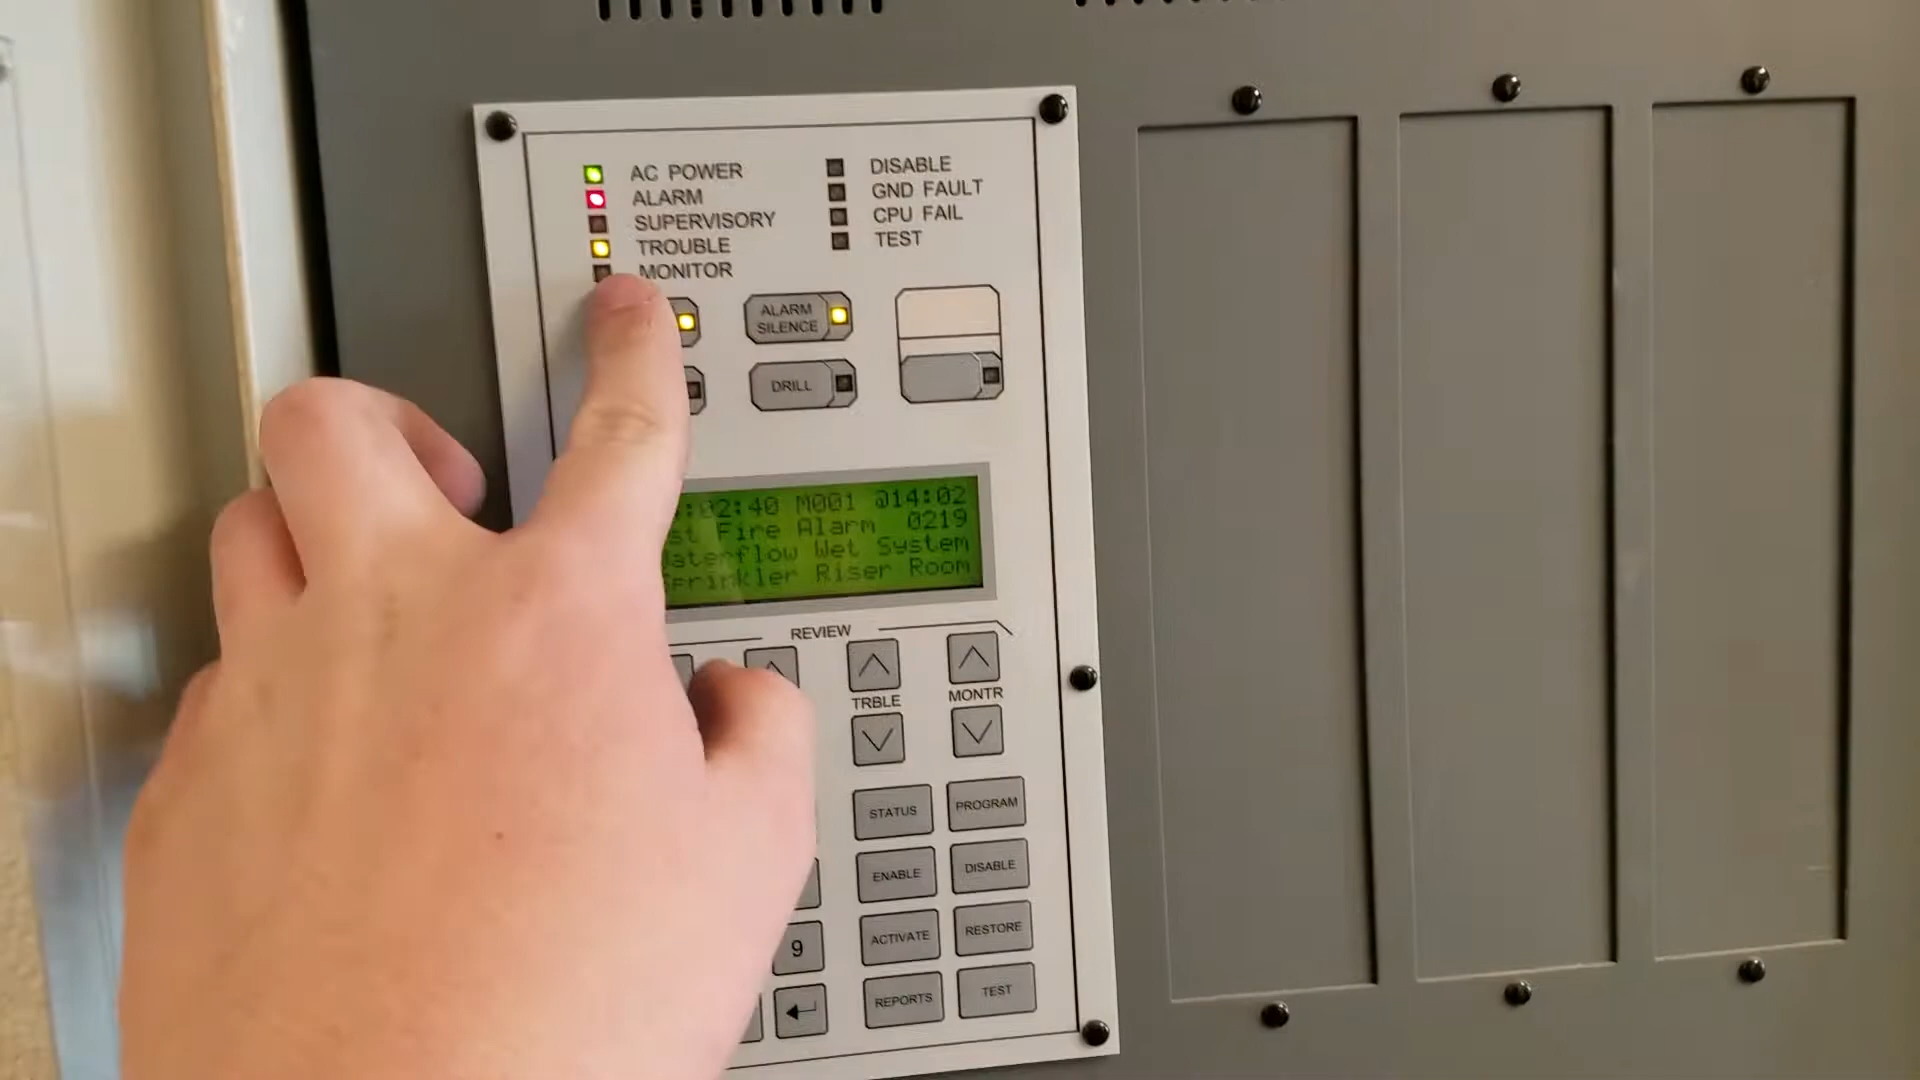 AC POWER
ALARM
SUPERVISORY
TROUBLE
MONITOR
DISABLE
GND FAULT
CPU FAIL
TEST
ALARM
SILENCE
DRILL
:02:40 M001 @14:02
st Fire Alarm 0219
Waterflow Wet System
Sprinkler Riser Room
REVIEW
TRBLE
MONTR
STATUS
PROGRAM
ENABLE
DISABLE
9
ACTIVATE
RESTORE
REPORTS
TEST